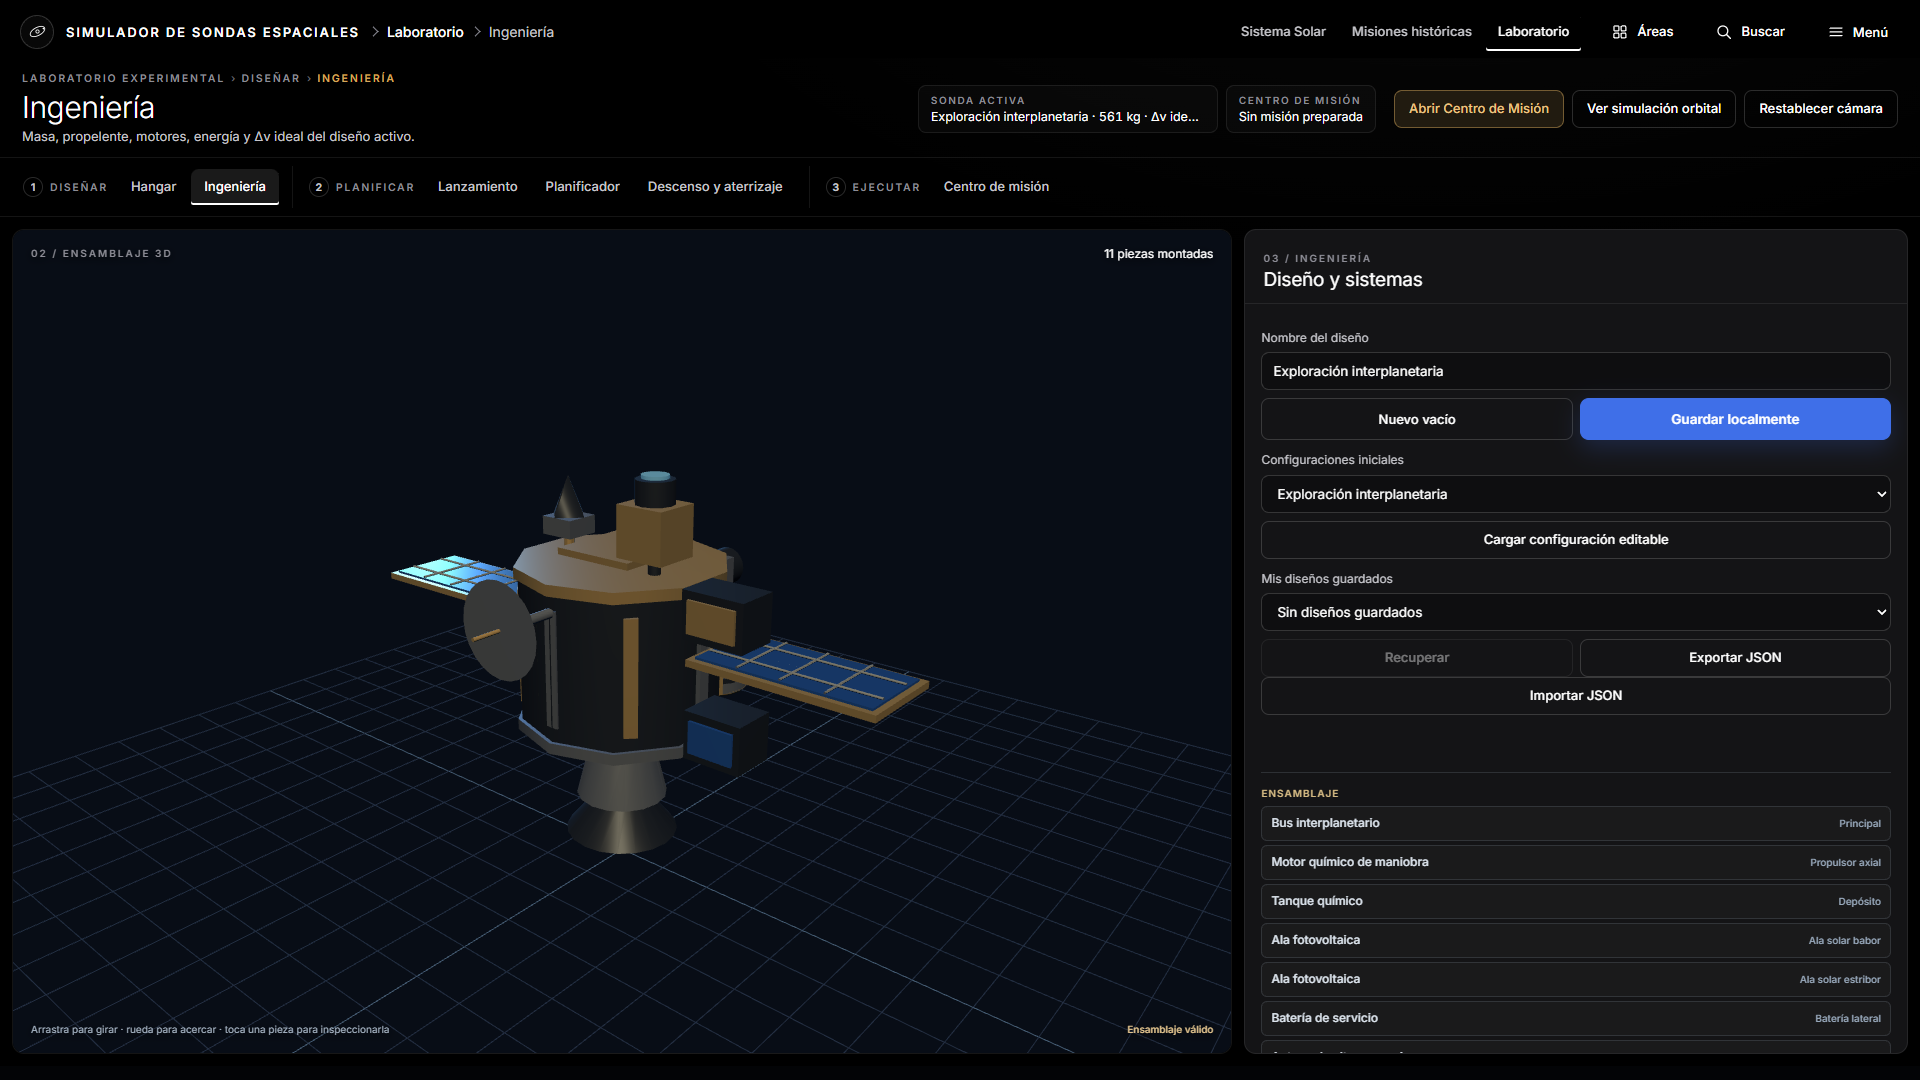 SIMULADOR DE SONDAS ESPACIALES > Laboratorio > Ingeniería
Sistema Solar
Misiones históricas
Laboratorio
Áreas
Buscar
Menú
LABORATORIO EXPERIMENTAL › DISEÑAR › INGENIERÍA
Ingeniería
Masa, propelente, motores, energía y Δv ideal del diseño activo.
SONDA ACTIVA
Exploración interplanetaria · 561 kg · Δv ide...
CENTRO DE MISIÓN
Sin misión preparada
Abrir Centro de Misión
Ver simulación orbital
Restablecer cámara
1 DISEÑAR
Hangar
Ingeniería
2 PLANIFICAR
Lanzamiento
Planificador
Descenso y aterrizaje
3 EJECUTAR
Centro de misión
02 / ENSAMBLAJE 3D
11 piezas montadas
Arrastra para girar · rueda para acercar · toca una pieza para inspeccionarla
Ensamblaje válido
03 / INGENIERÍA
Diseño y sistemas
Nombre del diseño
Exploración interplanetaria
Nuevo vacío
Guardar localmente
Configuraciones iniciales
Exploración interplanetaria
Cargar configuración editable
Mis diseños guardados
Sin diseños guardados
Recuperar
Exportar JSON
Importar JSON
ENSAMBLAJE
Bus interplanetario
Principal
Motor químico de maniobra
Propulsor axial
Tanque químico
Depósito
Ala fotovoltaica
Ala solar babor
Ala fotovoltaica
Ala solar estribor
Batería de servicio
Batería lateral